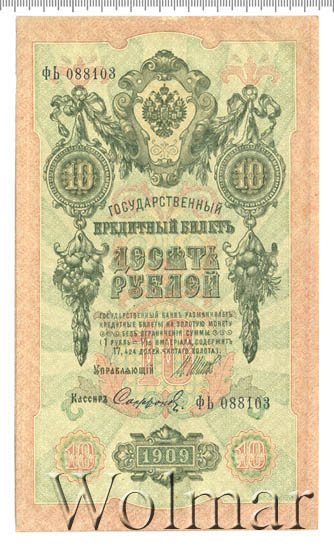 ФЬ 088103
10 10
ГОСУДАРСТВЕННЫЙ
КРЕДИТНЫЙ БИЛЕТЪ
ДЕСЯТЬ
РУБЛЕЙ
ГОСУДАРСТВЕННЫЙ БАНКЪ РАЗМѢНИВАЕТЪ
КРЕДИТНЫЕ БИЛЕТЫ НА ЗОЛОТУЮ МОНЕТУ
БЕЗЪ ОГРАНИЧЕНІЯ СУММЫ
(1 РУБЛЬ = 1/15 ИМПЕРІАЛА, СОДЕРЖИТЪ
17,424 ДОЛЕЙ ЧИСТАГО ЗОЛОТА).
УПРАВЛЯЮЩІЙ
10
КАССИРЪ
ФЬ 088103
10 1909 10
Wolmar